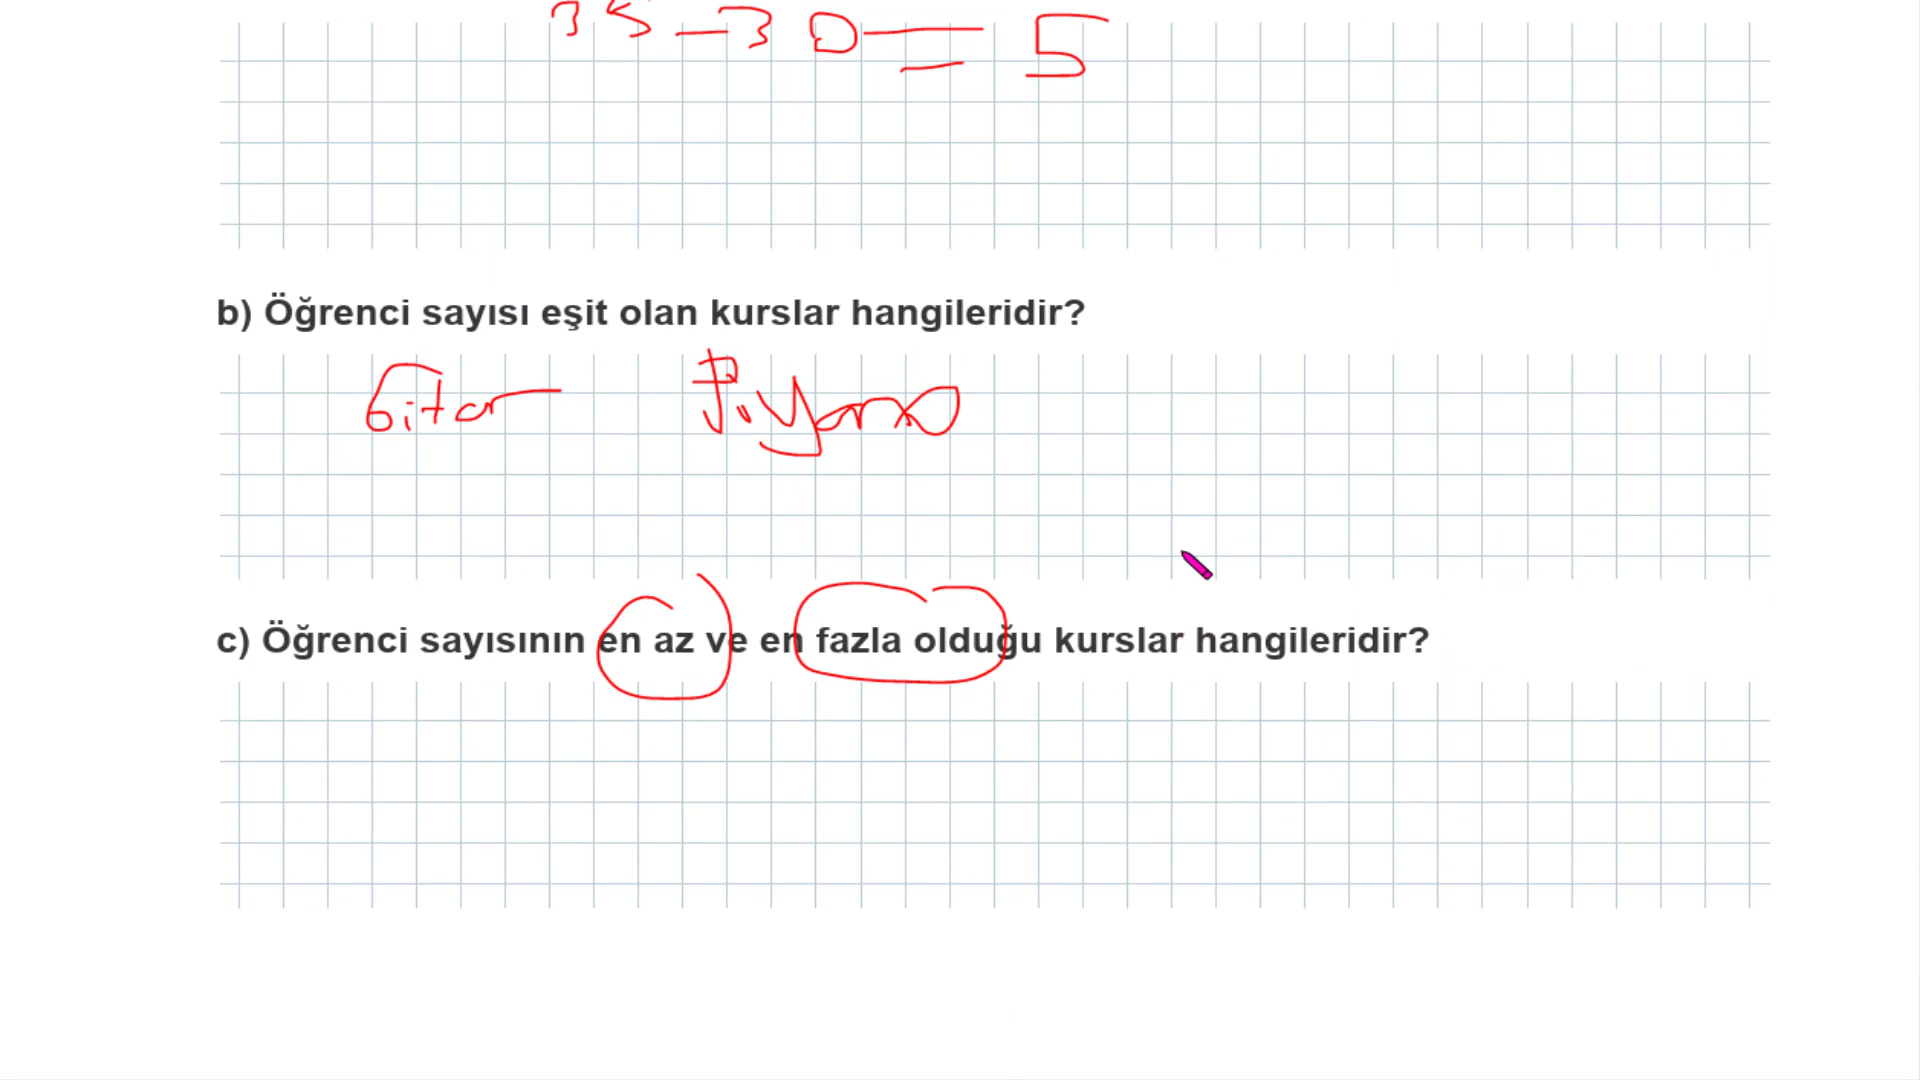 35-30 = 5
b) Öğrenci sayısı eşit olan kurslar hangileridir?
Gitar Piyano
c) Öğrenci sayısının en az ve en fazla olduğu kurslar hangileridir?